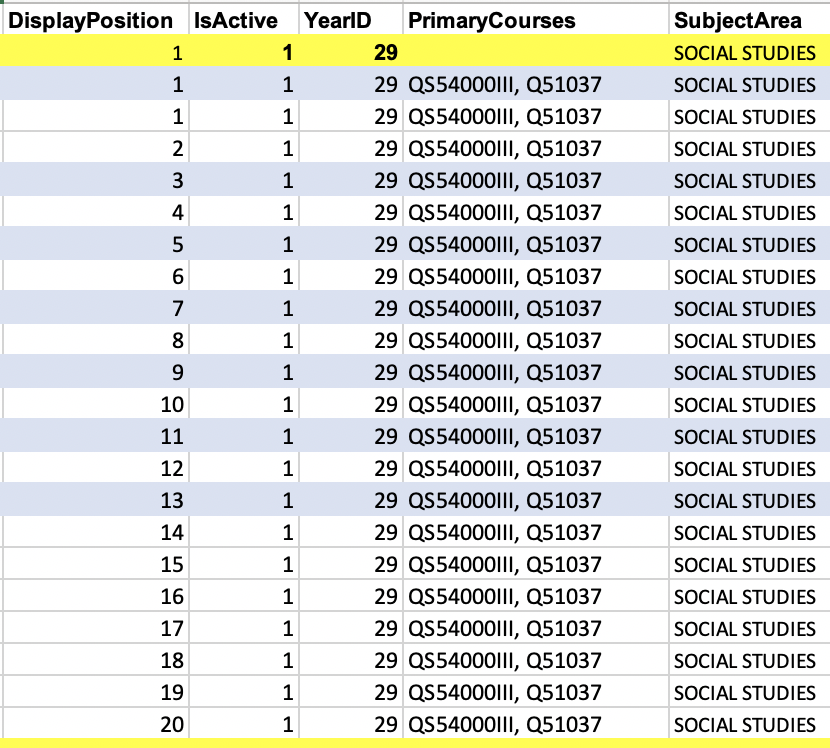 DisplayPosition IsActive YearID PrimaryCourses SubjectArea
1 1 29 SOCIAL STUDIES
1 1 29 QS54000III, Q51037 SOCIAL STUDIES
1 1 29 QS54000III, Q51037 SOCIAL STUDIES
2 1 29 QS54000III, Q51037 SOCIAL STUDIES
3 1 29 QS54000III, Q51037 SOCIAL STUDIES
4 1 29 QS54000III, Q51037 SOCIAL STUDIES
5 1 29 QS54000III, Q51037 SOCIAL STUDIES
6 1 29 QS54000III, Q51037 SOCIAL STUDIES
7 1 29 QS54000III, Q51037 SOCIAL STUDIES
8 1 29 QS54000III, Q51037 SOCIAL STUDIES
9 1 29 QS54000III, Q51037 SOCIAL STUDIES
10 1 29 QS54000III, Q51037 SOCIAL STUDIES
11 1 29 QS54000III, Q51037 SOCIAL STUDIES
12 1 29 QS54000III, Q51037 SOCIAL STUDIES
13 1 29 QS54000III, Q51037 SOCIAL STUDIES
14 1 29 QS54000III, Q51037 SOCIAL STUDIES
15 1 29 QS54000III, Q51037 SOCIAL STUDIES
16 1 29 QS54000III, Q51037 SOCIAL STUDIES
17 1 29 QS54000III, Q51037 SOCIAL STUDIES
18 1 29 QS54000III, Q51037 SOCIAL STUDIES
19 1 29 QS54000III, Q51037 SOCIAL STUDIES
20 1 29 QS54000III, Q51037 SOCIAL STUDIES